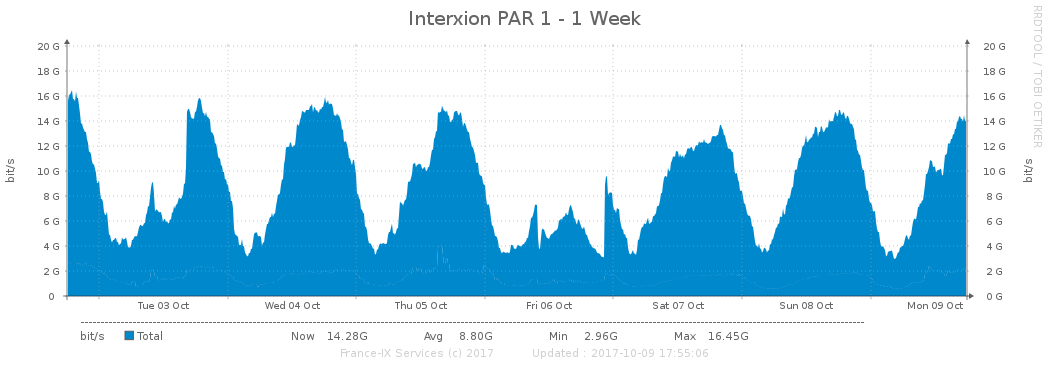 Interxion PAR 1 - 1 Week
RRDTOOL / TOBI OETIKER
20 G 20 G
18 G 18 G
16 G 16 G
14 G 14 G
12 G 12 G
10 G 10 G
8 G 8 G
6 G 6 G
4 G 4 G
2 G 2 G
0 0 G
bit/s
bit/s
Tue 03 Oct Wed 04 Oct Thu 05 Oct Fri 06 Oct Sat 07 Oct Sun 08 Oct Mon 09 Oct
bit/s Total Now 14.28G Avg 8.80G Min 2.96G Max 16.45G
France-IX Services (c) 2017 Updated : 2017-10-09 17:55:06